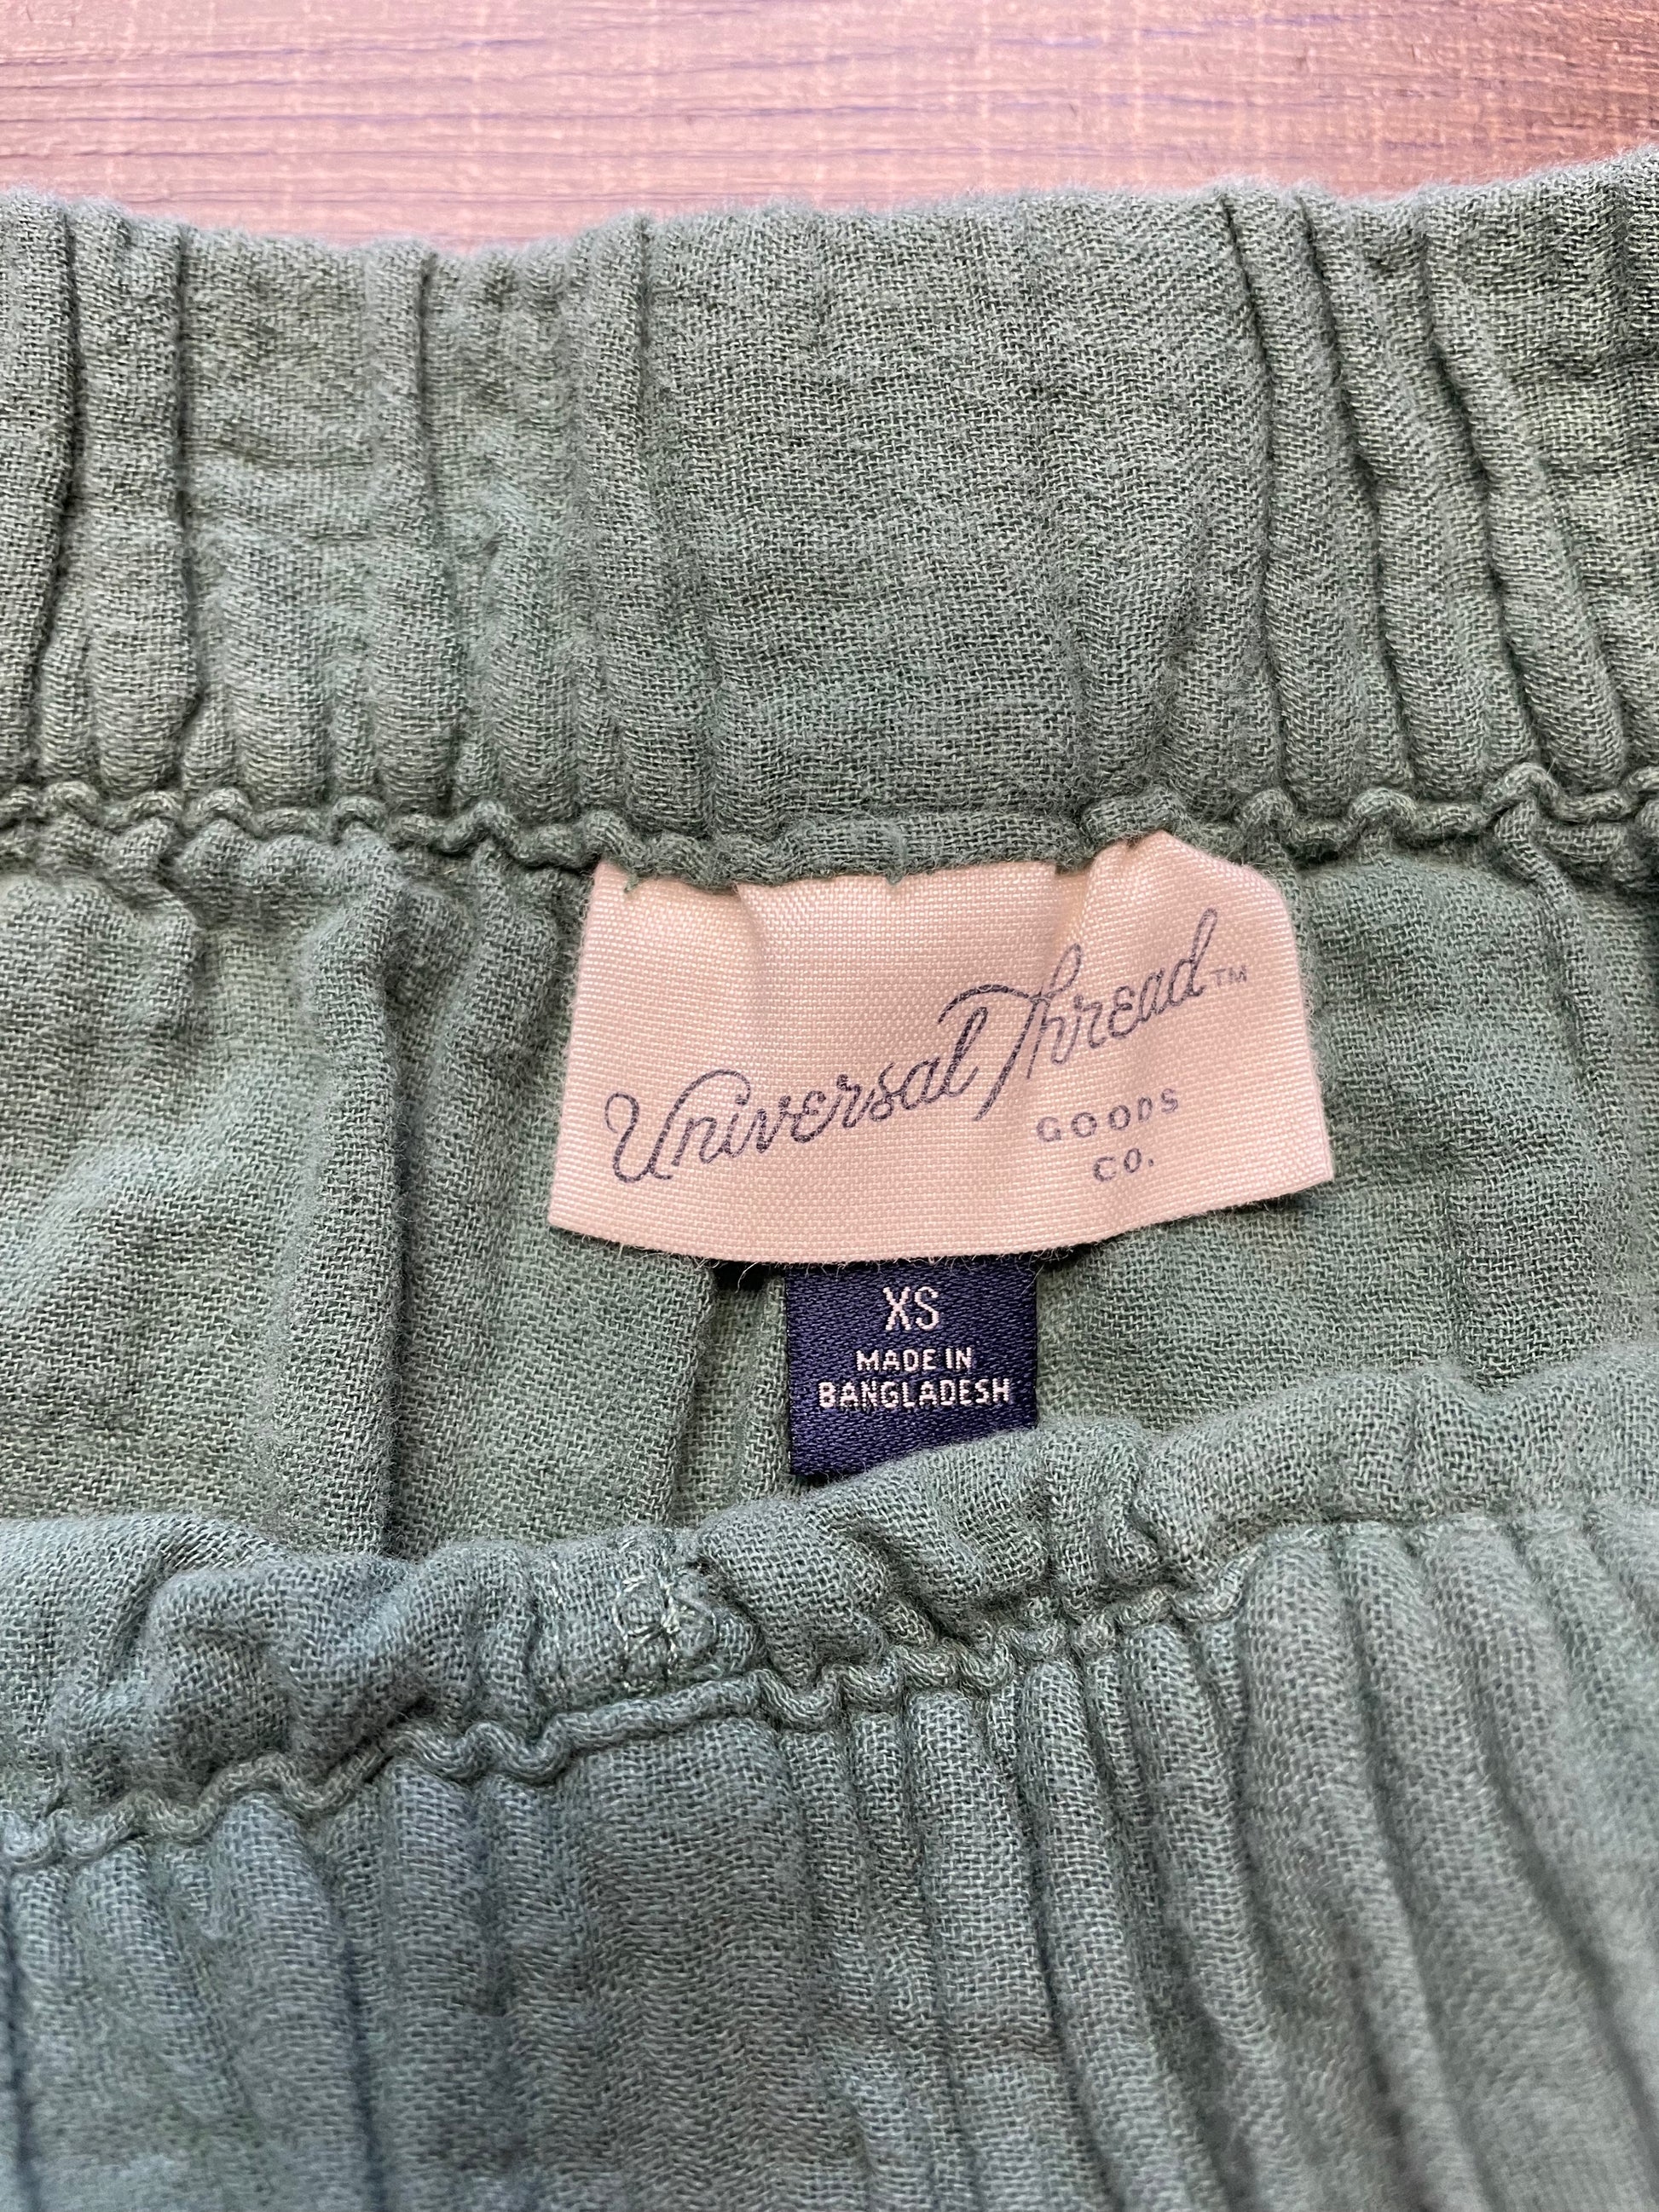 Universal Thread™
GOODS
CO.
XS
MADE IN
BANGLADESH